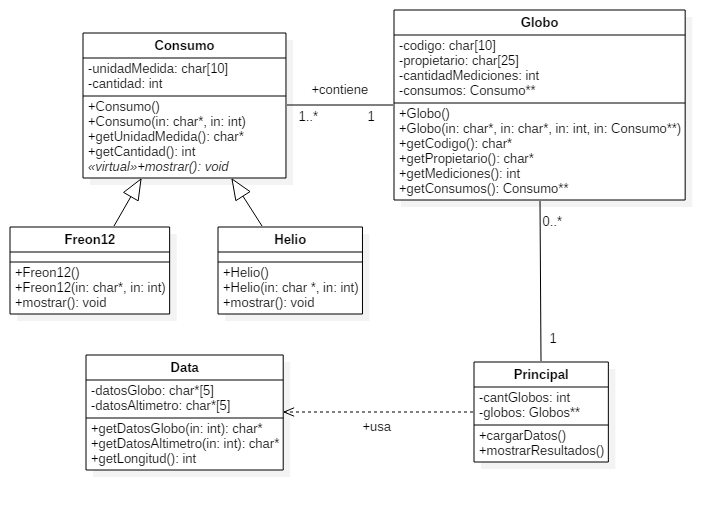 Consumo
-unidadMedida: char[10]
-cantidad: int
+Consumo()
+Consumo(in: char*, in: int)
+getUnidadMedida(): char*
+getCantidad(): int
«virtual»+mostrar(): void
+contiene
1..*
1
Globo
-codigo: char[10]
-propietario: char[25]
-cantidadMediciones: int
-consumos: Consumo**
+Globo()
+Globo(in: char*, in: char*, in: int, in: Consumo**)
+getCodigo(): char*
+getPropietario(): char*
+getMediciones(): int
+getConsumos(): Consumo**
Freon12
+Freon12()
+Freon12(in: char*, in: int)
+mostrar(): void
Helio
+Helio()
+Helio(in: char *, in: int)
+mostrar(): void
0..*
1
Data
-datosGlobo: char*[5]
-datosAltimetro: char*[5]
+getDatosGlobo(in: int): char*
+getDatosAltimetro(in: int): char*
+getLongitud(): int
+usa
Principal
-cantGlobos: int
-globos: Globos**
+cargarDatos()
+mostrarResultados()